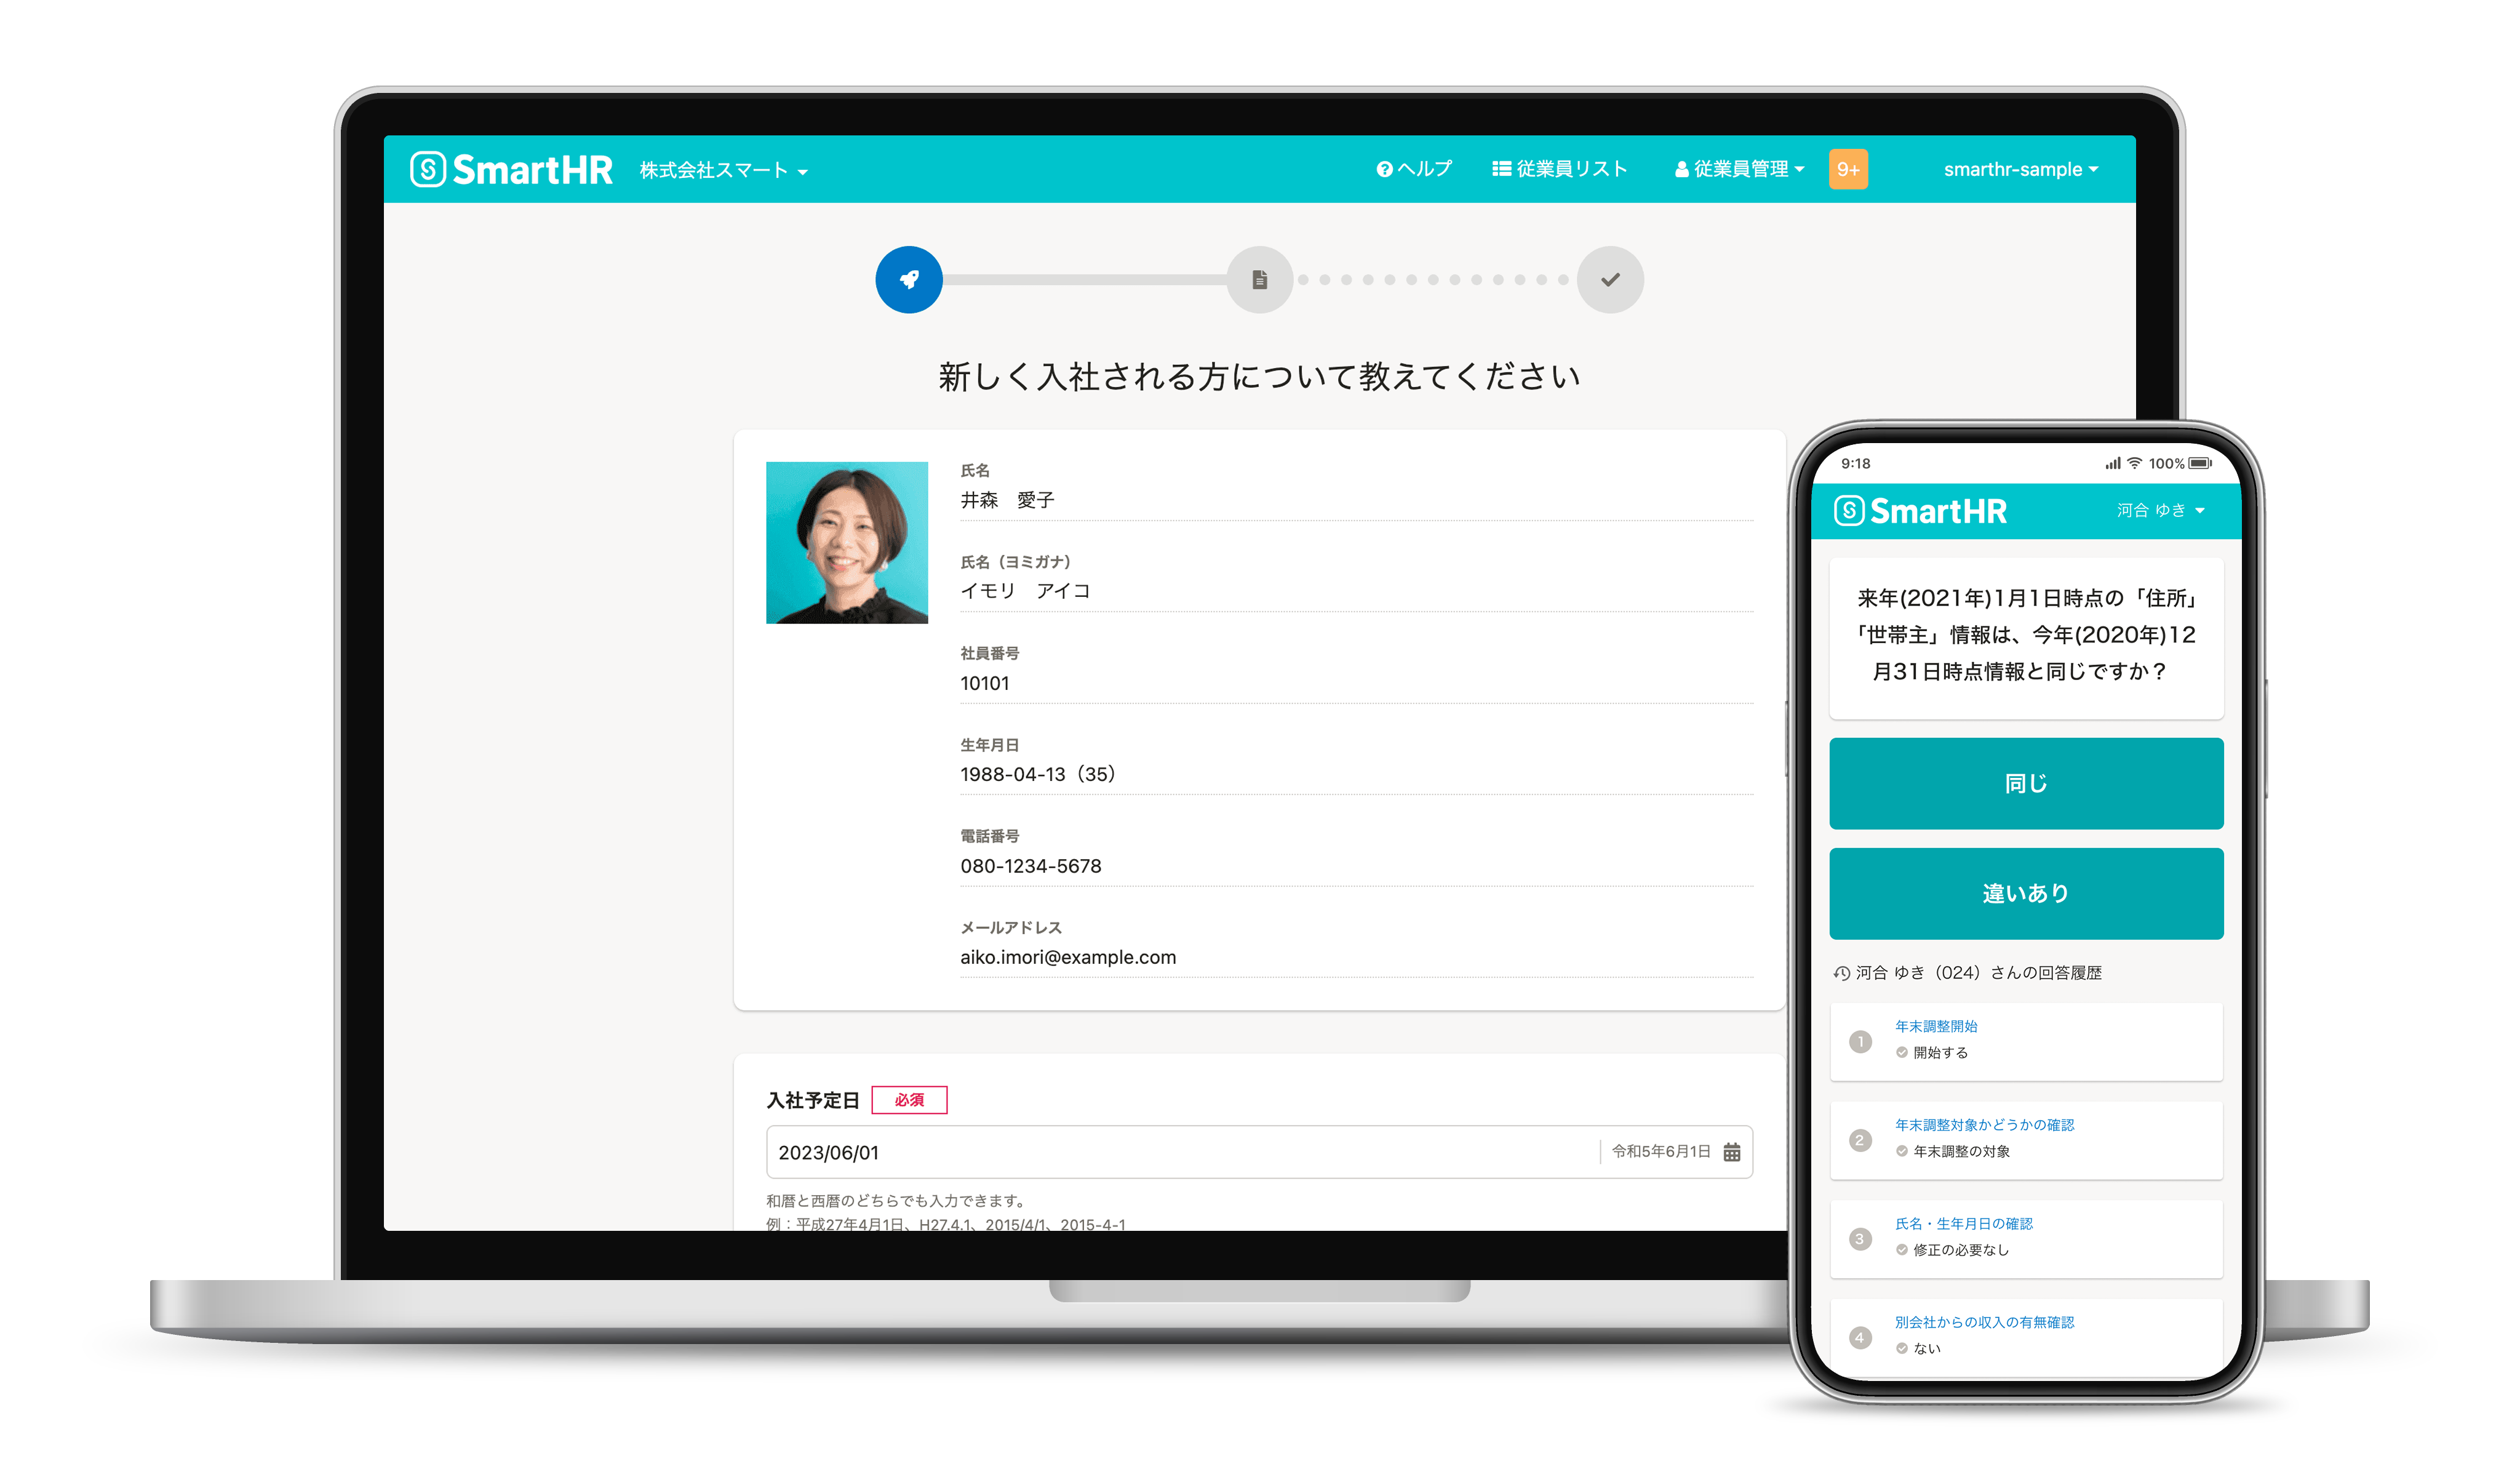 SmartHR 株式会社スマート ヘルプ 従業員リスト 従業員管理 9+ smarthr-sample
新しく入社される方について教えてください
氏名
井森　愛子
氏名（ヨミガナ）
イモリ　アイコ
社員番号
10101
生年月日
1988-04-13（35）
電話番号
080-1234-5678
メールアドレス
aiko.imori@example.com
入社予定日 必須
2023/06/01 令和5年6月1日
和暦と西暦のどちらでも入力できます。
例：平成27年4月1日、H27.4.1、2015/4/1、2015-4-1
9:18 100%
SmartHR 河合 ゆき
来年(2021年)1月1日時点の「住所」
「世帯主」情報は、今年(2020年)12
月31日時点情報と同じですか？
同じ
違いあり
河合 ゆき（024）さんの回答履歴
1 年末調整開始
開始する
2 年末調整対象かどうかの確認
年末調整の対象
3 氏名・生年月日の確認
修正の必要なし
4 別会社からの収入の有無確認
ない